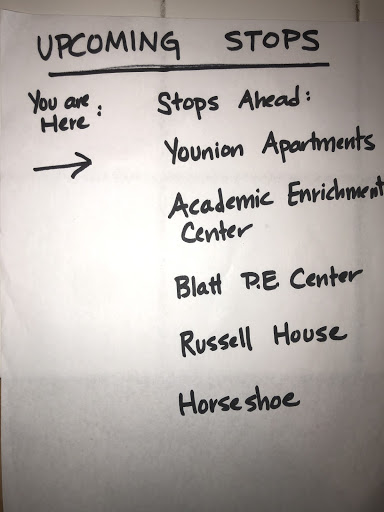 UPCOMING STOPS
You are
Here :
Stops Ahead :
Younion Apartments
Academic Enrichment
Center
Blatt P.E Center
Russell House
Horseshoe